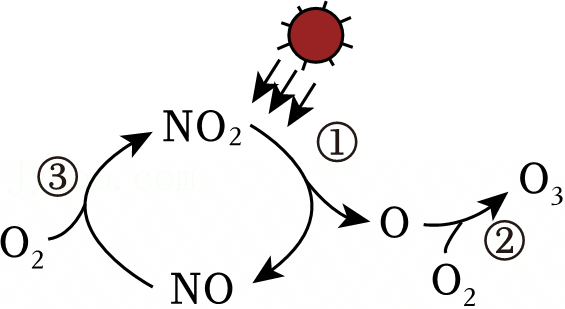 NO₂
①
③
O₃
O₂
O
②
NO
O₂